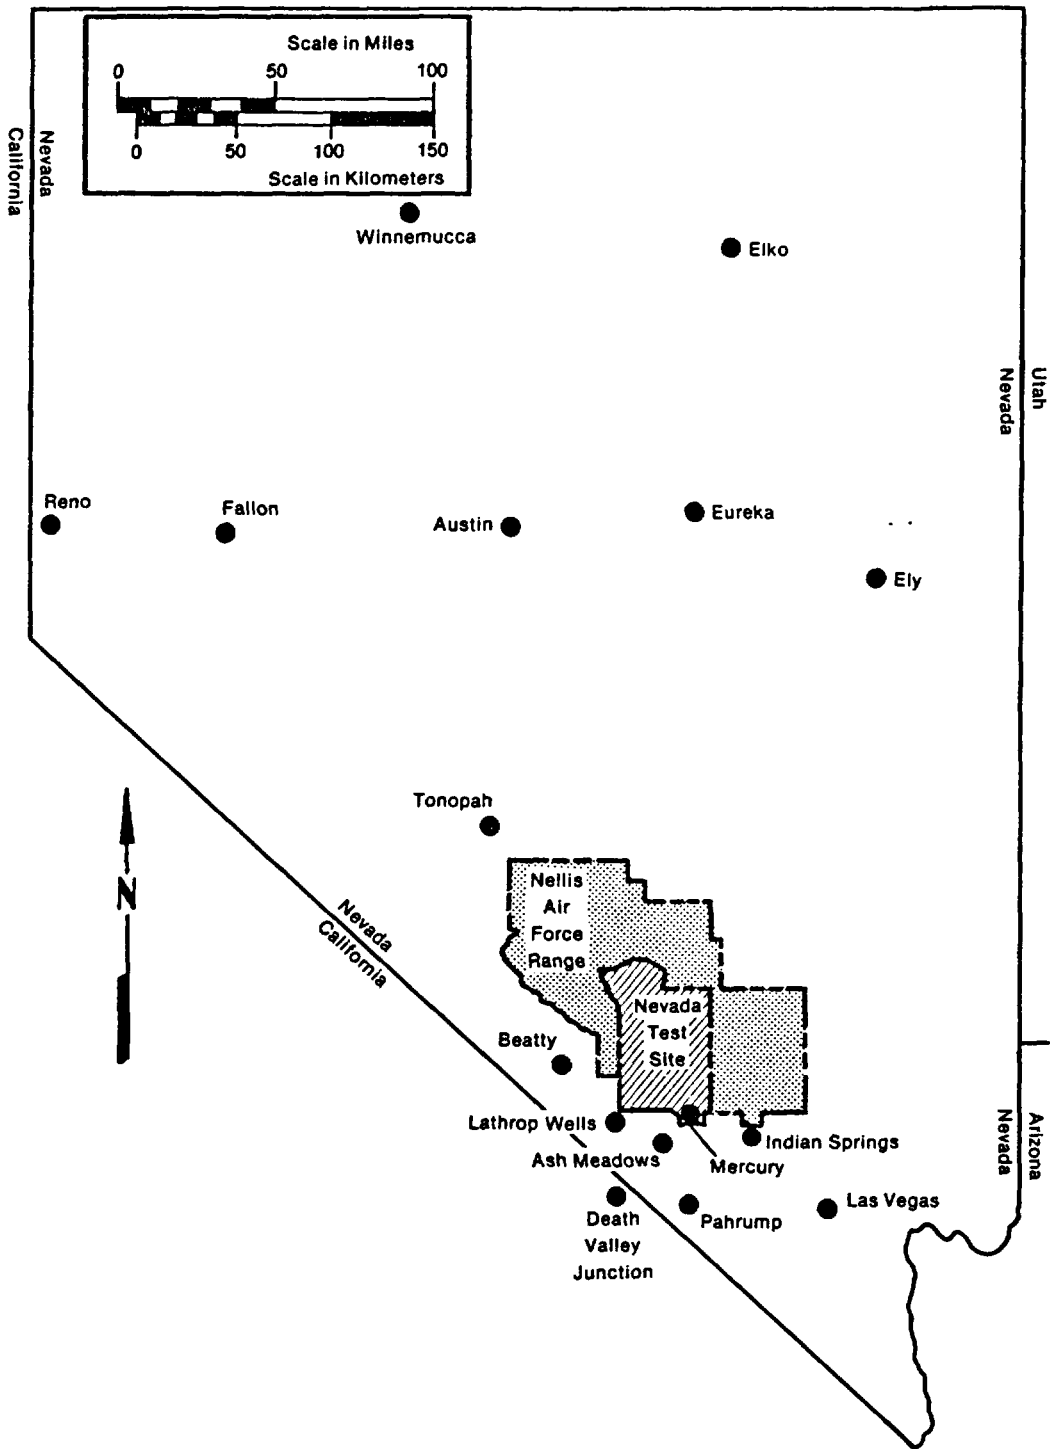 Scale in Miles
0 50 100
0 50 100 150
Scale in Kilometers
Nevada
California
Winnemucca
Elko
Utah
Nevada
Reno
Fallon
Austin
Eureka
Ely
Tonopah
N
Nellis
Air
Force
Range
Nevada
California
Nevada
Test
Site
Beatty
Lathrop Wells
Ash Meadows
Mercury
Indian Springs
Arizona
Nevada
Death
Valley
Junction
Pahrump
Las Vegas